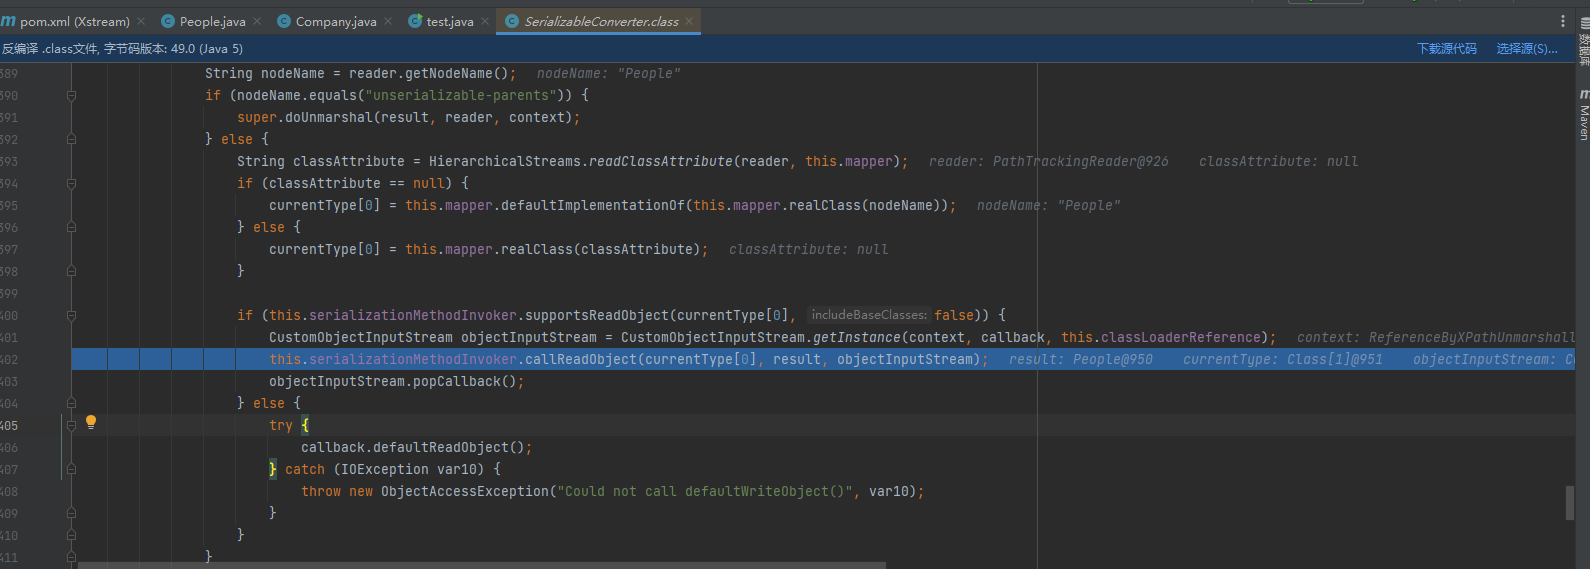 pom.xml (Xstream) People.java Company.java test.java SerializableConverter.class
反编译 .class文件, 字节码版本: 49.0 (Java 5) 下载源代码 选择源(S)...
数据库
Maven
389 String nodeName = reader.getNodeName(); nodeName: "People"
390 if (nodeName.equals("unserializable-parents")) {
391 super.doUnmarshal(result, reader, context);
392 } else {
393 String classAttribute = HierarchicalStreams.readClassAttribute(reader, this.mapper); reader: PathTrackingReader@926 classAttribute: null
394 if (classAttribute == null) {
395 currentType[0] = this.mapper.defaultImplementationOf(this.mapper.realClass(nodeName)); nodeName: "People"
396 } else {
397 currentType[0] = this.mapper.realClass(classAttribute); classAttribute: null
398 }
399
400 if (this.serializationMethodInvoker.supportsReadObject(currentType[0], includeBaseClasses: false)) {
401 CustomObjectInputStream objectInputStream = CustomObjectInputStream.getInstance(context, callback, this.classLoaderReference); context: ReferenceByXPathUnmarshall
402 this.serializationMethodInvoker.callReadObject(currentType[0], result, objectInputStream); result: People@950 currentType: Class[1]@951 objectInputStream: C
403 objectInputStream.popCallback();
404 } else {
405 try {
406 callback.defaultReadObject();
407 } catch (IOException var10) {
408 throw new ObjectAccessException("Could not call defaultWriteObject()", var10);
409 }
410 }
411 }